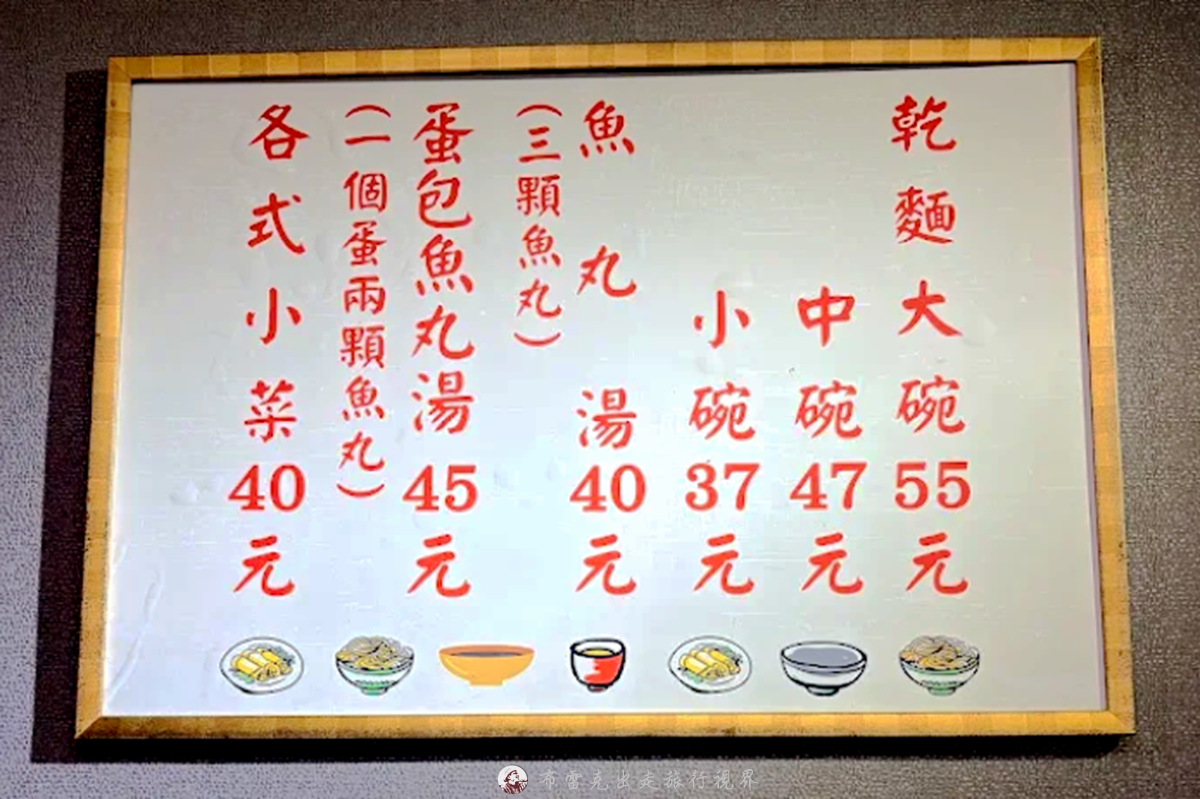 乾麵大碗55元
中碗47元
小碗37元
魚丸湯40元
(三顆魚丸)
蛋包魚丸湯45元
(一個蛋兩顆魚丸)
各式小菜40元
布雷克出走旅行視界